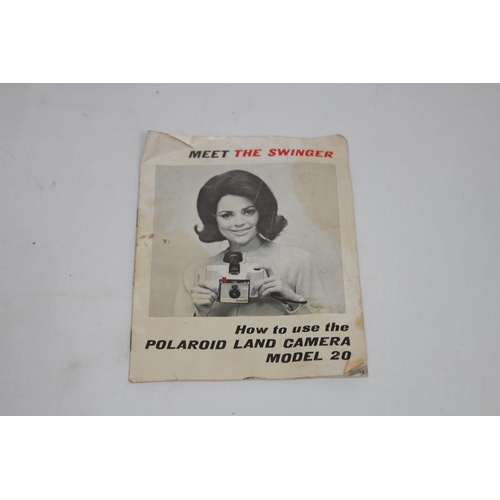 MEET THE SWINGER
How to use the
POLAROID LAND CAMERA
MODEL 20